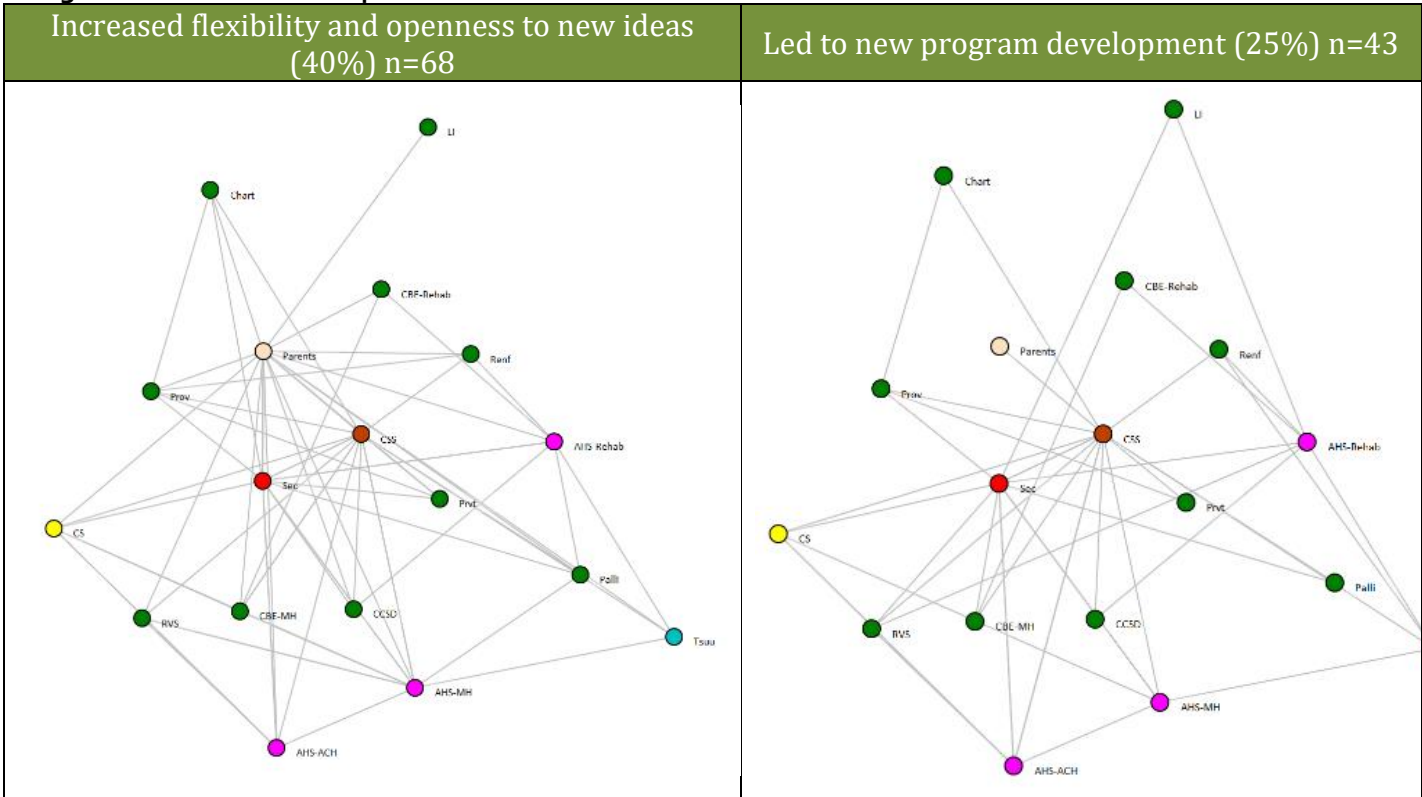 Increased flexibility and openness to new ideas
(40%) n=68
Led to new program development (25%) n=43
LI
Chart
CBE-Rehab
Parents
Renf
Prov
CSS
AHS-Rehab
Sec
Prvt
CS
Palli
CBE-MH
CCSD
RVS
Tsuu
AHS-MH
AHS-ACH
LI
Chart
CBE-Rehab
Parents
Renf
Prov
CSS
AHS-Rehab
Sec
Prvt
CS
Palli
CBE-MH
CCSD
RVS
AHS-MH
AHS-ACH